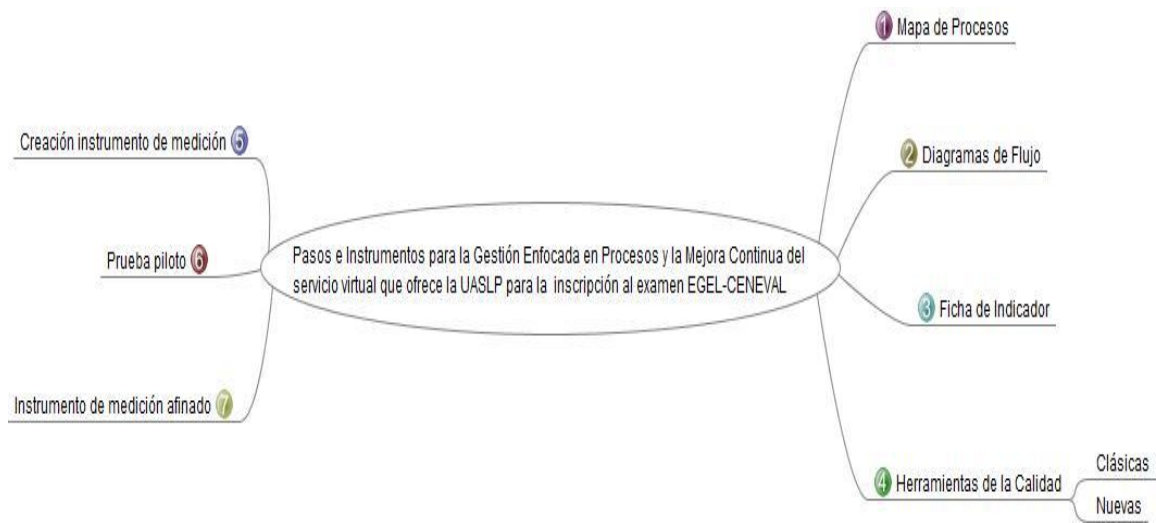 1 Mapa de Procesos
2 Diagramas de Flujo
3 Ficha de Indicador
4 Herramientas de la Calidad
Clásicas
Nuevas
Creación instrumento de medición 5
Prueba piloto 6
Instrumento de medición afinado 7
Pasos e Instrumentos para la Gestión Enfocada en Procesos y la Mejora Continua del
servicio virtual que ofrece la UASLP para la inscripción al examen EGEL-CENEVAL